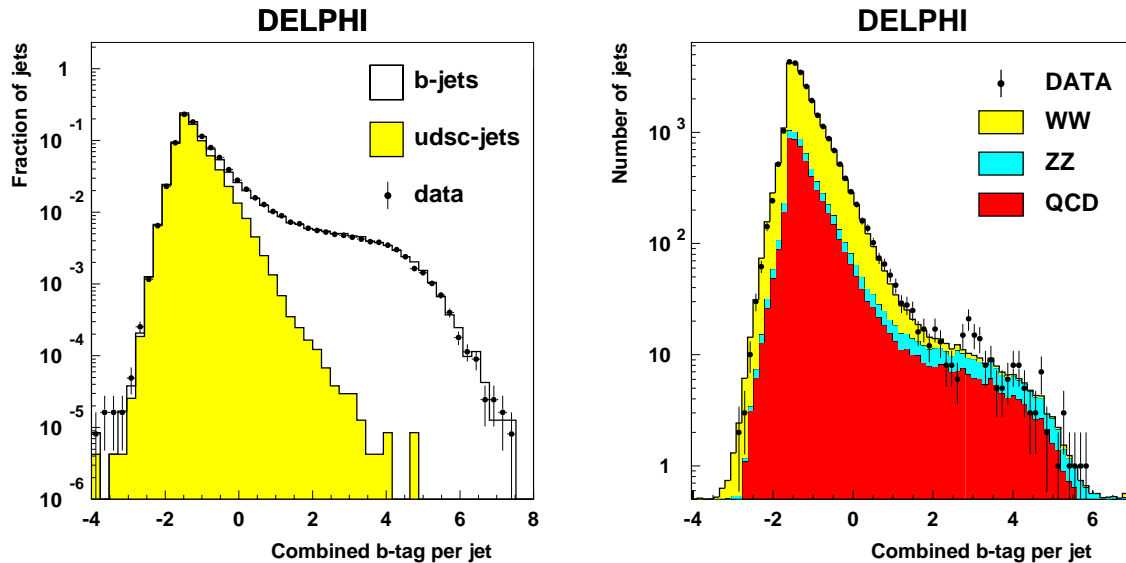 DELPHI
Fraction of jets
1
10 -1
10 -2
10 -3
10 -4
10 -5
10 -6
b-jets
udsc-jets
data
-4 -2 0 2 4 6 8
Combined b-tag per jet
DELPHI
Number of jets
10 3
10 2
10
1
DATA
WW
ZZ
QCD
-4 -2 0 2 4 6
Combined b-tag per jet